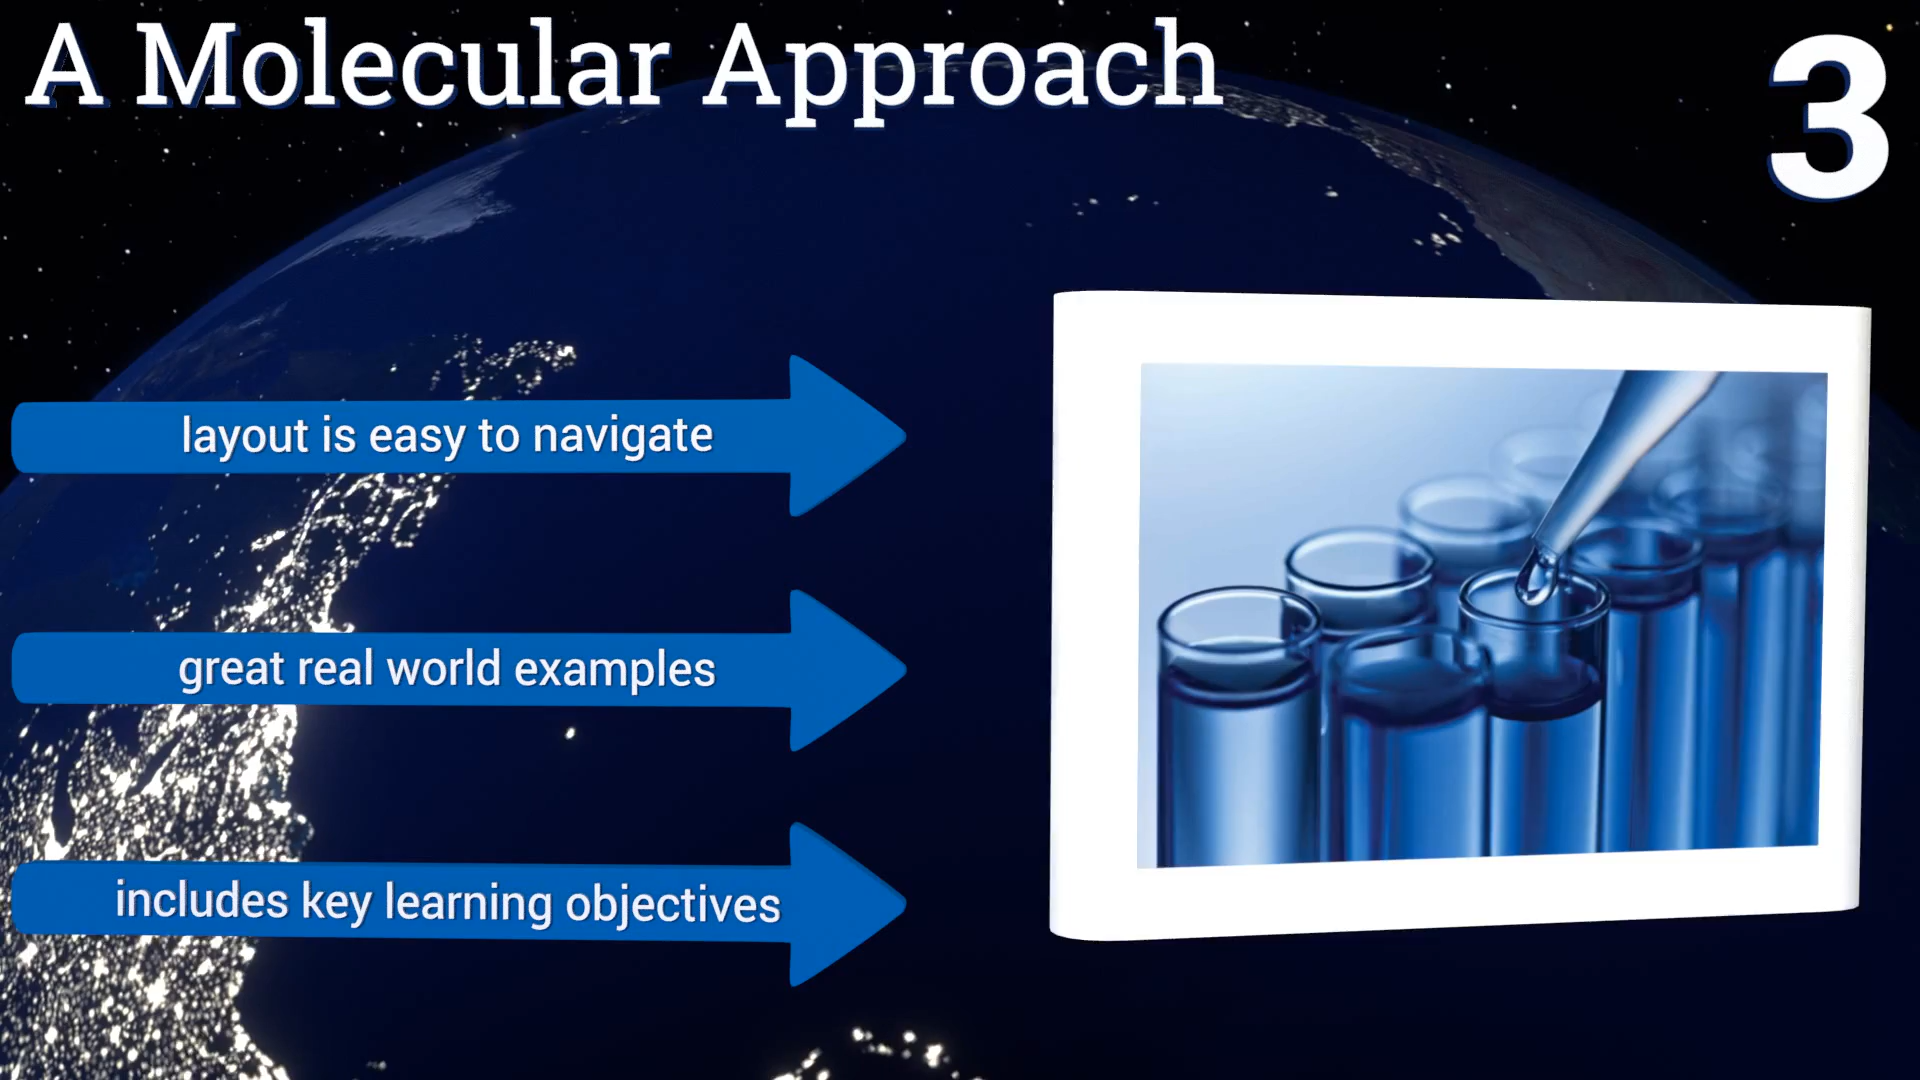 A Molecular Approach
3
layout is easy to navigate
great real world examples
includes key learning objectives